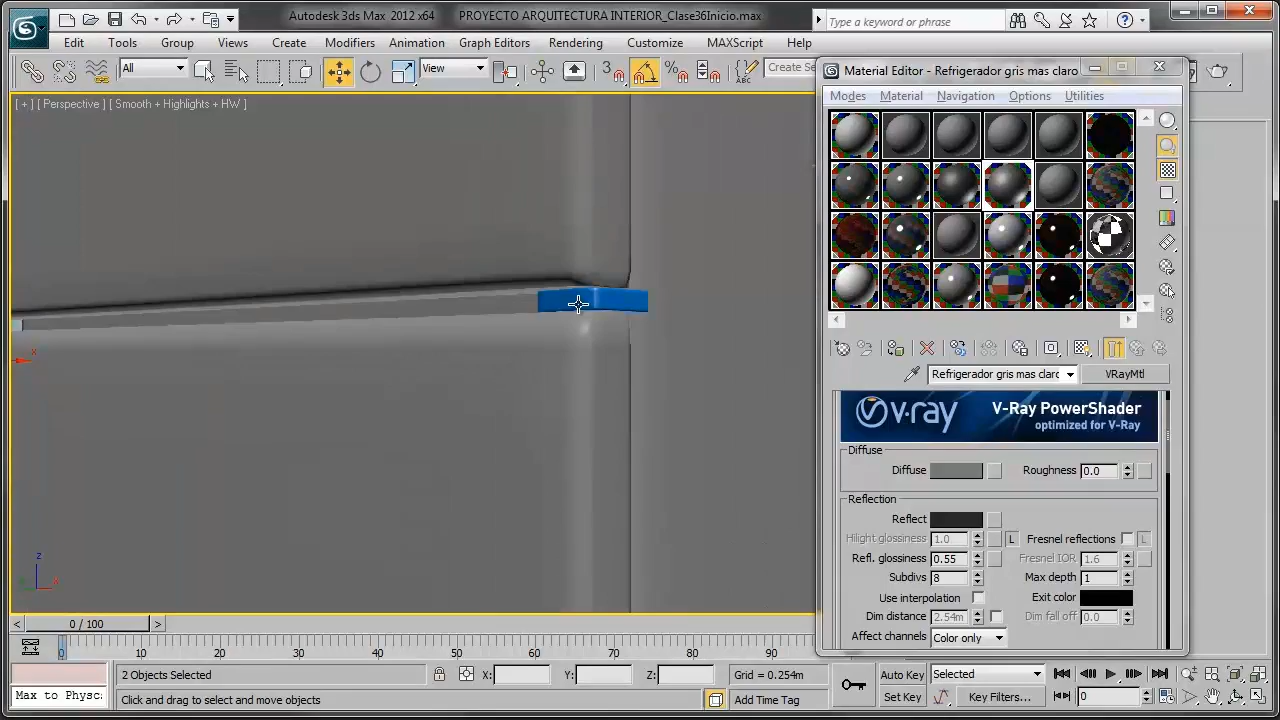 Autodesk 3ds Max 2012 x64 PROYECTO ARQUITECTURA INTERIOR_Clase36Inicio.max
Type a keyword or phrase
Edit Tools Group Views Create Modifiers Animation Graph Editors Rendering Customize MAXScript Help
All View 3 ABC Create Se
[ + ] [ Perspective ] [ Smooth + Highlights + HW ]
Material Editor - Refrigerador gris mas claro
Modes Material Navigation Options Utilities
Refrigerador gris mas claro VRayMtl
v·ray V-Ray PowerShader
optimized for V-Ray
Diffuse
Diffuse Roughness 0.0
Reflection
Reflect
Hilight glossiness 1.0 L Fresnel reflections L
Refl. glossiness 0.55 Fresnel IOR 1.6
Subdivs 8 Max depth 1
Use interpolation Exit color
Dim distance 2.54m Dim fall off 0.0
Affect channels Color only
x
z
x
< 0 / 100 >
0 10 20 30 40 50 60 70 80 90
2 Objects Selected X: Y: Z: Grid = 0.254m Auto Key Selected
Max to Physc: Click and drag to select and move objects Add Time Tag Set Key Key Filters... 0